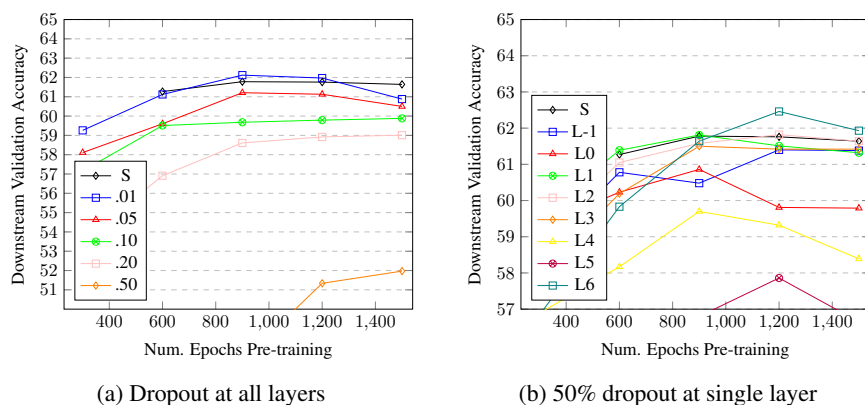 65
64
63
62
61
60
59
58
57
56
55
54
53
52
51
Downstream Validation Accuracy
S
.01
.05
.10
.20
.50
400 600 800 1,000 1,200 1,400
Num. Epochs Pre-training
(a) Dropout at all layers
65
64
63
62
61
60
59
58
57
Downstream Validation Accuracy
S
L-1
L0
L1
L2
L3
L4
L5
L6
400 600 800 1,000 1,200 1,400
Num. Epochs Pre-training
(b) 50% dropout at single layer